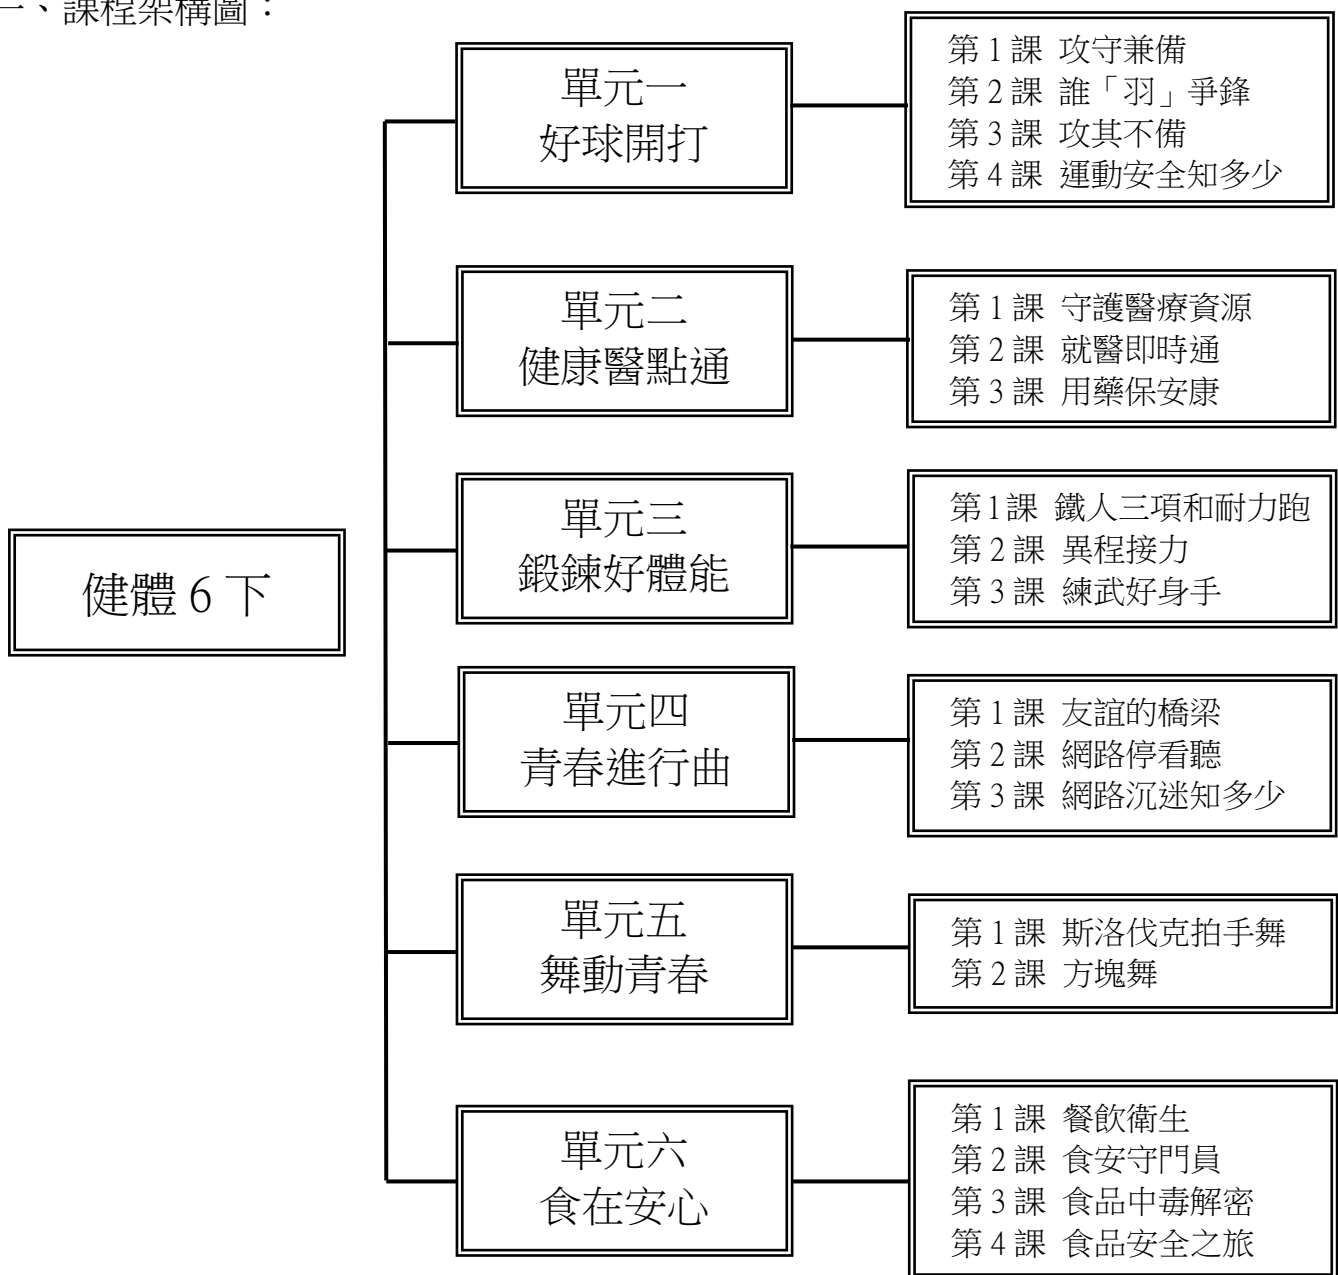 一、課程架構圖：
健體 6 下
單元一
好球開打
第 1 課 攻守兼備
第 2 課 誰「羽」爭鋒
第 3 課 攻其不備
第 4 課 運動安全知多少
單元二
健康醫點通
第 1 課 守護醫療資源
第 2 課 就醫即時通
第 3 課 用藥保安康
單元三
鍛鍊好體能
第 1 課 鐵人三項和耐力跑
第 2 課 異程接力
第 3 課 練武好身手
單元四
青春進行曲
第 1 課 友誼的橋梁
第 2 課 網路停看聽
第 3 課 網路沉迷知多少
單元五
舞動青春
第 1 課 斯洛伐克拍手舞
第 2 課 方塊舞
單元六
食在安心
第 1 課 餐飲衛生
第 2 課 食安守門員
第 3 課 食品中毒解密
第 4 課 食品安全之旅